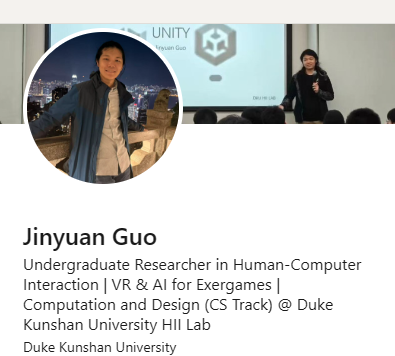 UNITY
Jinyuan Guo
Jinyuan Guo
Undergraduate Researcher in Human-Computer
Interaction | VR & AI for Exergames |
Computation and Design (CS Track) @ Duke
Kunshan University HII Lab
Duke Kunshan University